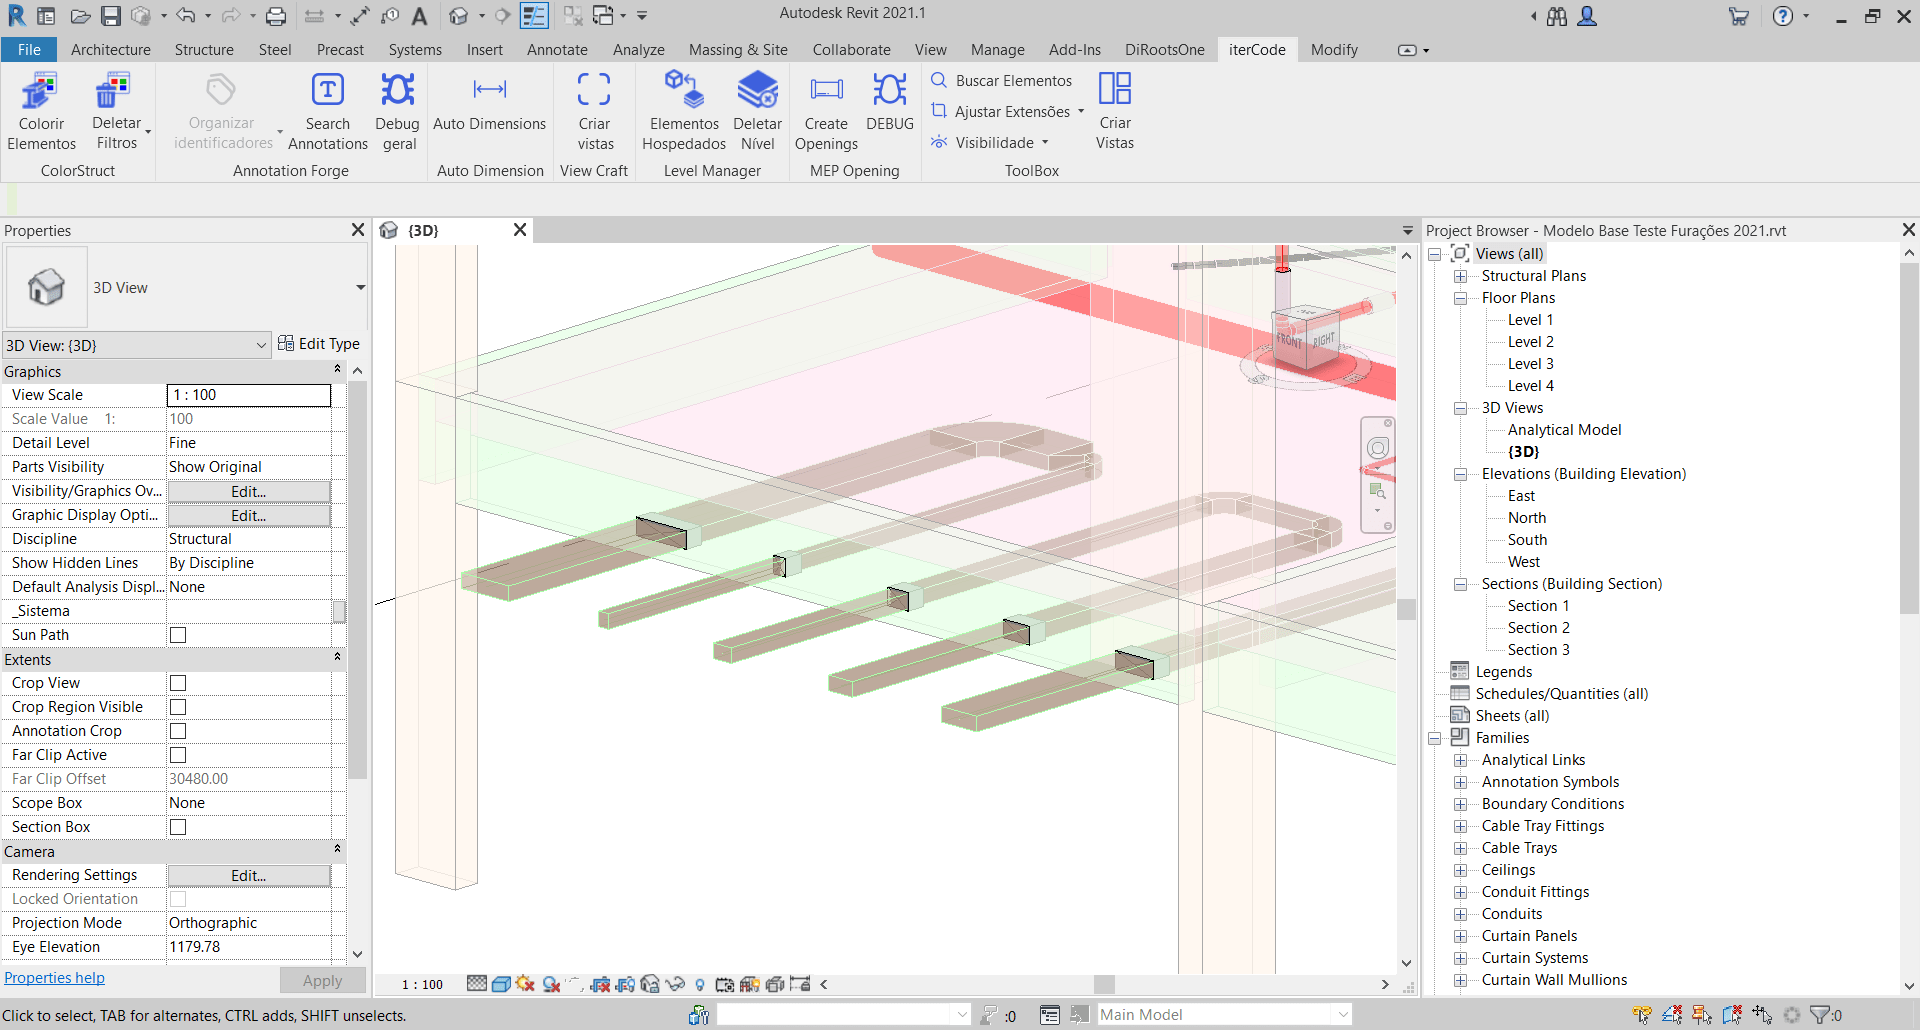 Autodesk Revit 2021.1
File Architecture Structure Steel Precast Systems Insert Annotate Analyze Massing & Site Collaborate View Manage Add-Ins DiRootsOne iterCode Modify
Colorir Elementos
Deletar Filtros
ColorStruct
Organizar identificadores
Search Annotations
Debug geral
Annotation Forge
Auto Dimensions
Auto Dimension
Criar vistas
View Craft
Elementos Hospedados
Deletar Nível
Level Manager
Create Openings
DEBUG
MEP Opening
Buscar Elementos
Ajustar Extensões
Visibilidade
Criar Vistas
ToolBox
Properties
3D View
3D View: {3D}
Edit Type
Graphics
View Scale 1 : 100
Scale Value 1: 100
Detail Level Fine
Parts Visibility Show Original
Visibility/Graphics Ov... Edit...
Graphic Display Opti... Edit...
Discipline Structural
Show Hidden Lines By Discipline
Default Analysis Displ... None
_Sistema
Sun Path
Extents
Crop View
Crop Region Visible
Annotation Crop
Far Clip Active
Far Clip Offset 30480.00
Scope Box None
Section Box
Camera
Rendering Settings Edit...
Locked Orientation
Projection Mode Orthographic
Eye Elevation 1179.78
Properties help
Apply
{3D}
FRONT RIGHT
1 : 100
Project Browser - Modelo Base Teste Furações 2021.rvt
Views (all)
Structural Plans
Floor Plans
Level 1
Level 2
Level 3
Level 4
3D Views
Analytical Model
{3D}
Elevations (Building Elevation)
East
North
South
West
Sections (Building Section)
Section 1
Section 2
Section 3
Legends
Schedules/Quantities (all)
Sheets (all)
Families
Analytical Links
Annotation Symbols
Boundary Conditions
Cable Tray Fittings
Cable Trays
Ceilings
Conduit Fittings
Conduits
Curtain Panels
Curtain Systems
Curtain Wall Mullions
Click to select, TAB for alternates, CTRL adds, SHIFT unselects.
:0
Main Model
:0